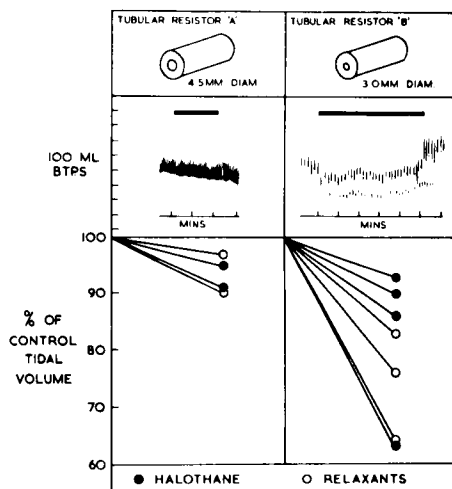 TUBULAR RESISTOR 'A'
4·5MM DIAM.
TUBULAR RESISTOR 'B'
3·0MM DIAM.
100 ML
BTPS
MINS
MINS
100
90
80
70
60
% OF
CONTROL
TIDAL
VOLUME
● HALOTHANE
○ RELAXANTS